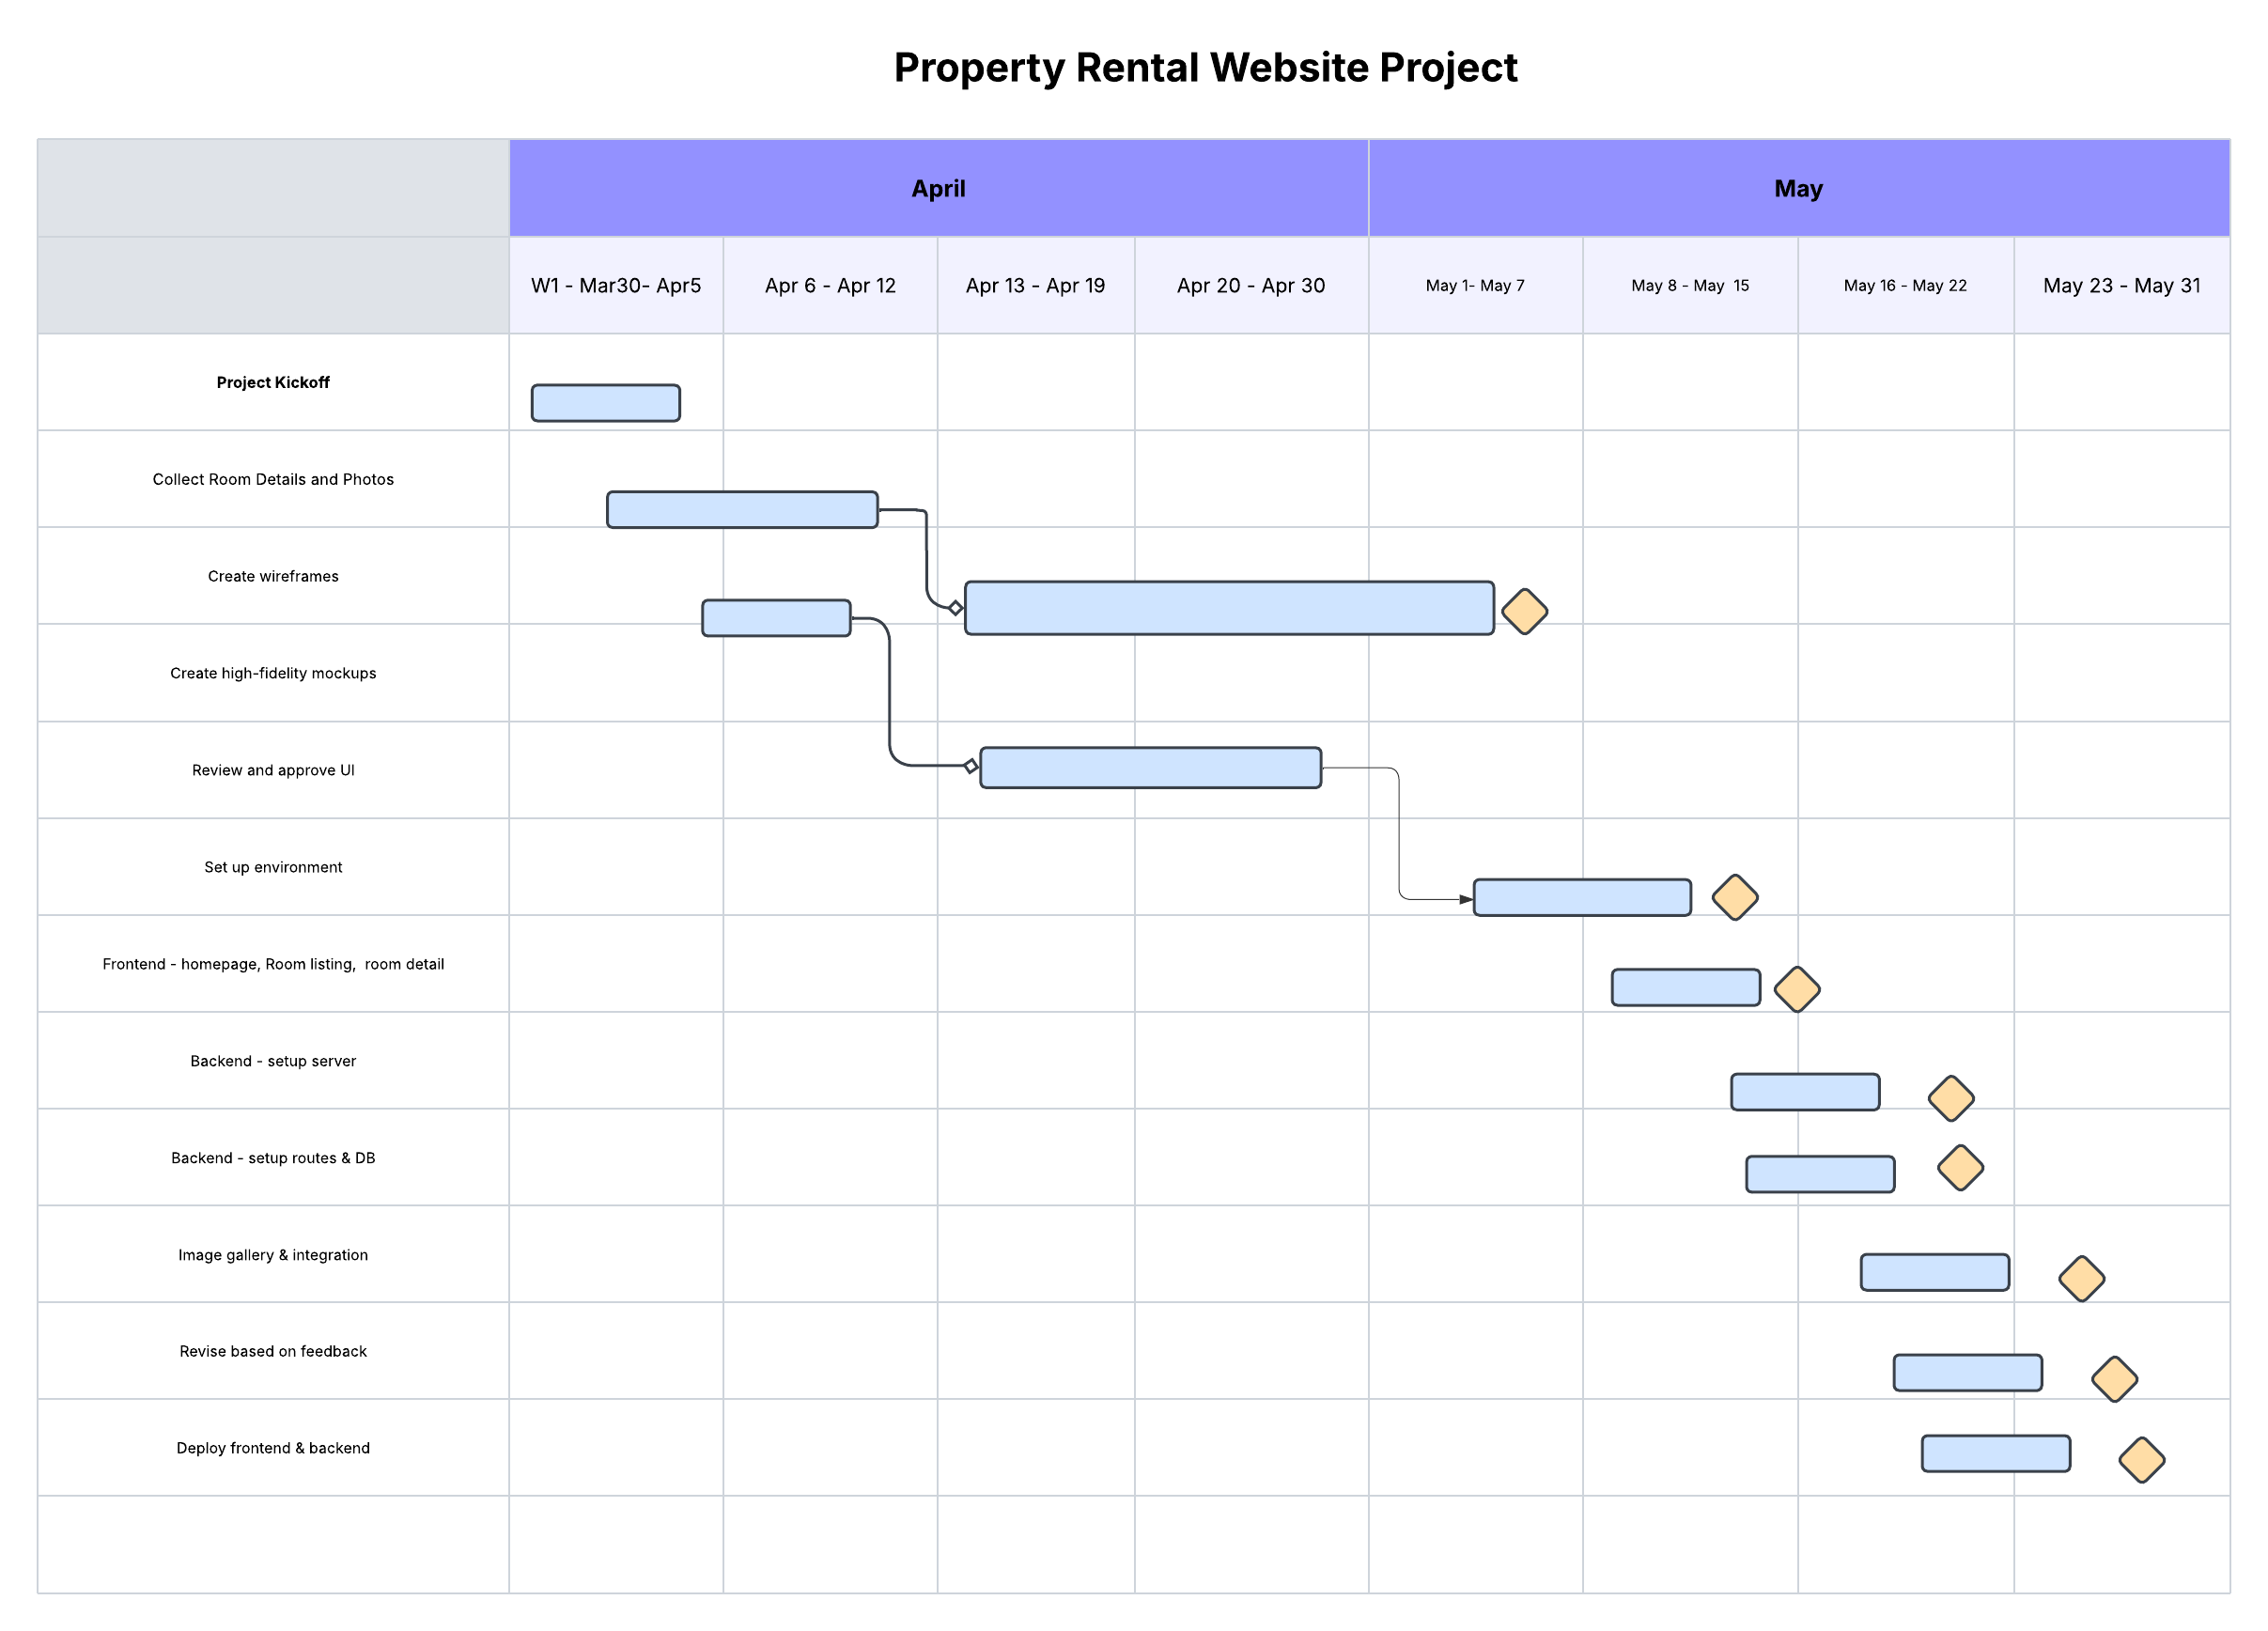 Property Rental Website Project
April
May
W1 - Mar30- Apr5
Apr 6 - Apr 12
Apr 13 - Apr 19
Apr 20 - Apr 30
May 1- May 7
May 8 - May  15
May 16 - May 22
May 23 - May 31
Project Kickoff
Collect Room Details and Photos
Create wireframes
Create high-fidelity mockups
Review and approve UI
Set up environment
Frontend - homepage, Room listing,  room detail
Backend - setup server
Backend - setup routes & DB
Image gallery & integration
Revise based on feedback
Deploy frontend & backend